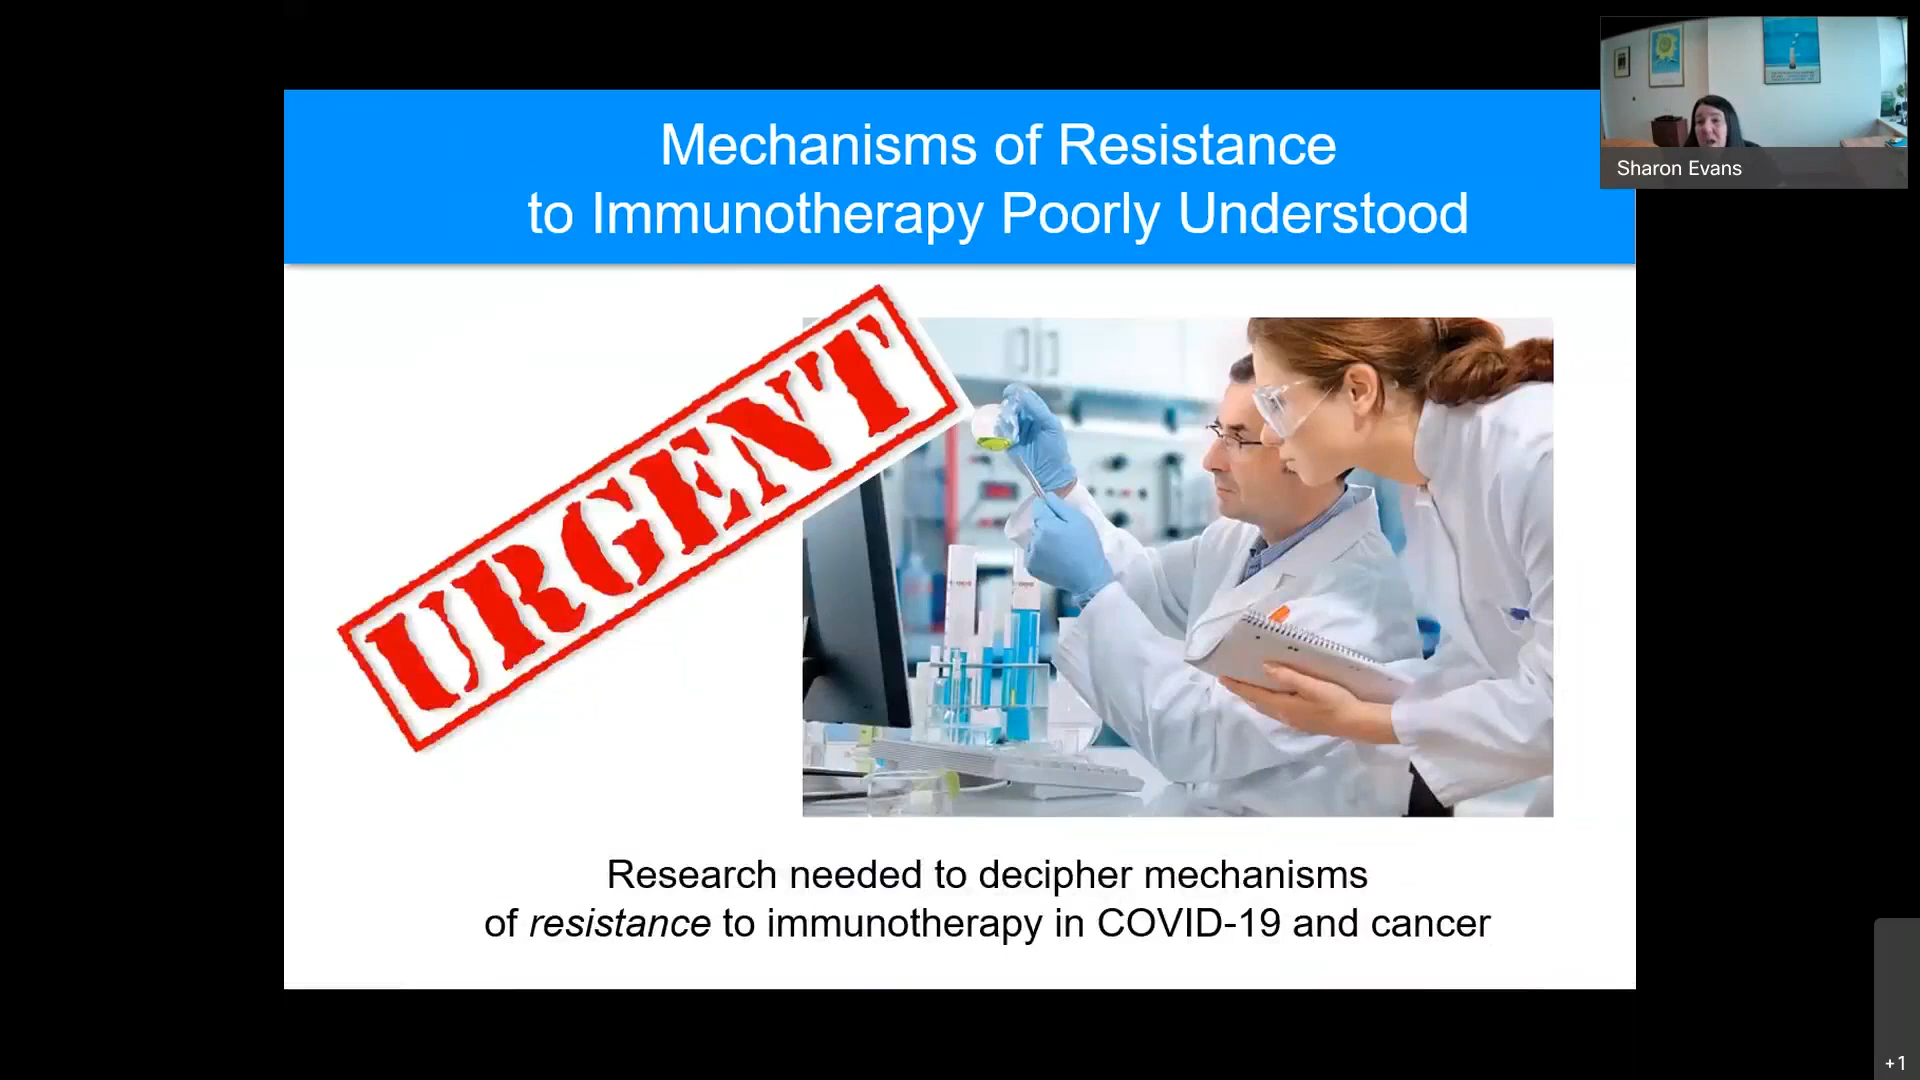 Mechanisms of Resistance
to Immunotherapy Poorly Understood
Sharon Evans
URGENT
Research needed to decipher mechanisms
of resistance to immunotherapy in COVID-19 and cancer
+1